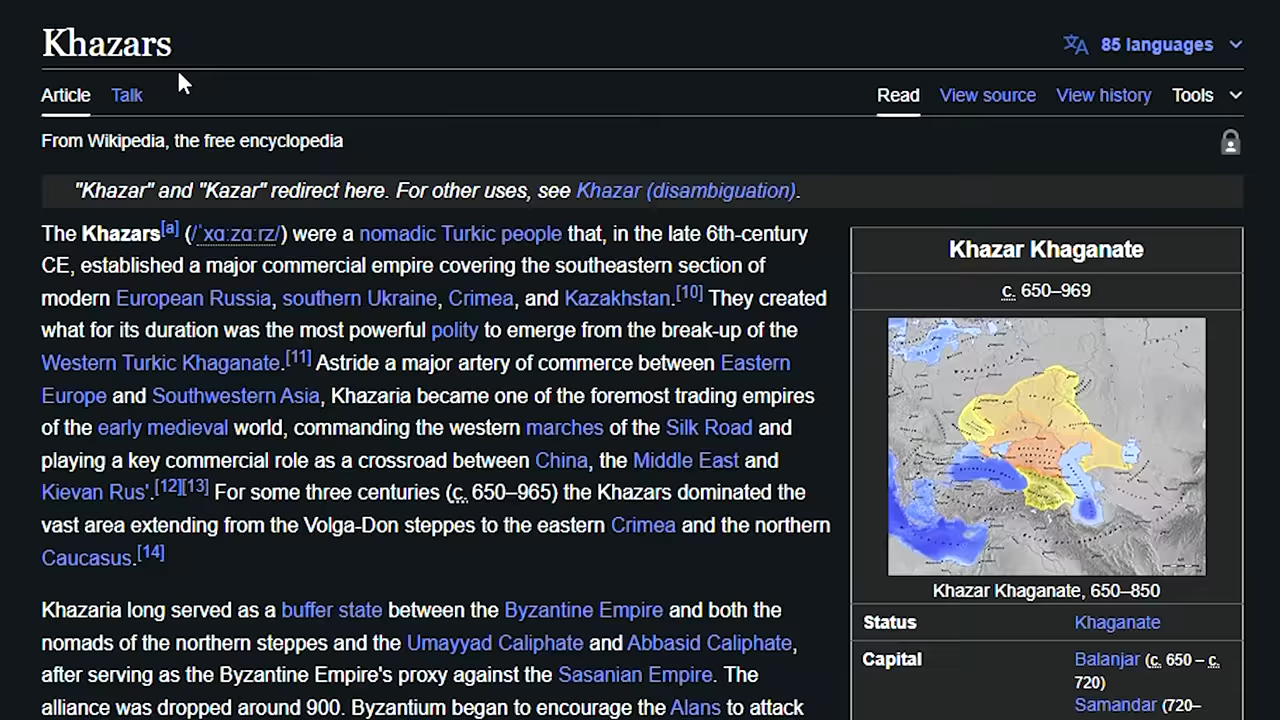 Khazars
85 languages
Article Talk
Read View source View history Tools
From Wikipedia, the free encyclopedia
"Khazar" and "Kazar" redirect here. For other uses, see Khazar (disambiguation).
The Khazars[a] (/ˈxɑːzɑːrz/) were a nomadic Turkic people that, in the late 6th-century
CE, established a major commercial empire covering the southeastern section of
modern European Russia, southern Ukraine, Crimea, and Kazakhstan.[10] They created
what for its duration was the most powerful polity to emerge from the break-up of the
Western Turkic Khaganate.[11] Astride a major artery of commerce between Eastern
Europe and Southwestern Asia, Khazaria became one of the foremost trading empires
of the early medieval world, commanding the western marches of the Silk Road and
playing a key commercial role as a crossroad between China, the Middle East and
Kievan Rus'.[12][13] For some three centuries (c. 650–965) the Khazars dominated the
vast area extending from the Volga-Don steppes to the eastern Crimea and the northern
Caucasus.[14]
Khazaria long served as a buffer state between the Byzantine Empire and both the
nomads of the northern steppes and the Umayyad Caliphate and Abbasid Caliphate,
after serving as the Byzantine Empire's proxy against the Sasanian Empire. The
alliance was dropped around 900. Byzantium began to encourage the Alans to attack
Khazar Khaganate
c. 650–969
Khazar Khaganate, 650–850
Status Khaganate
Capital Balanjar (c. 650 – c.
720)
Samandar (720–